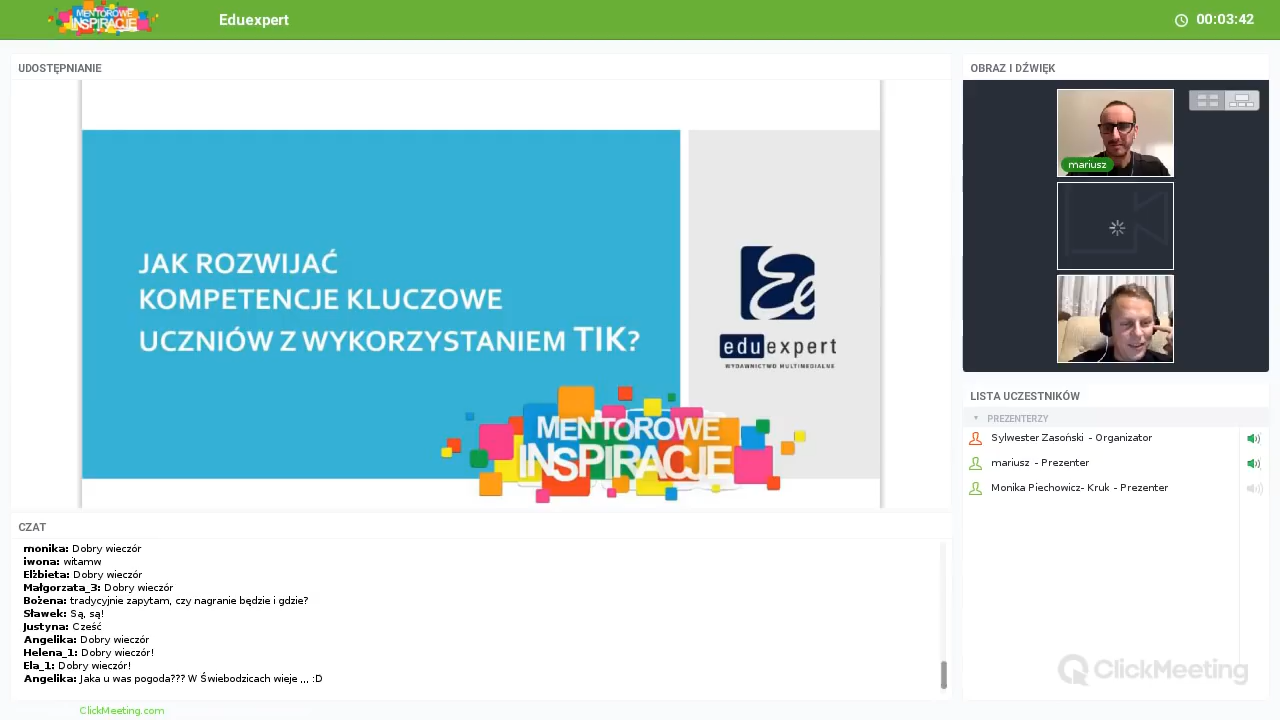 MENTOROWE
INSPIRACJE
Eduexpert
00:03:42
UDOSTĘPNIANIE
JAK ROZWIJAĆ
KOMPETENCJE KLUCZOWE
UCZNIÓW Z WYKORZYSTANIEM TIK?
Ee
eduexpert
WYDAWNICTWO MULTIMEDIALNE
MENTOROWE
INSPIRACJE
OBRAZ I DŹWIĘK
mariusz
LISTA UCZESTNIKÓW
PREZENTERZY
Sylwester Zasoński - Organizator
mariusz - Prezenter
Monika Piechowicz- Kruk - Prezenter
CZAT
monika: Dobry wieczór
iwona: witamw
Elżbieta: Dobry wieczór
Małgorzata_3: Dobry wieczór
Bożena: tradycyjnie zapytam, czy nagranie będzie i gdzie?
Sławek: Są, są!
Justyna: Cześć
Angelika: Dobry wieczór
Helena_1: Dobry wieczór!
Ela_1: Dobry wieczór!
Angelika: Jaka u was pogoda??? W Świebodzicach wieje ,,, :D
ClickMeeting
ClickMeeting.com